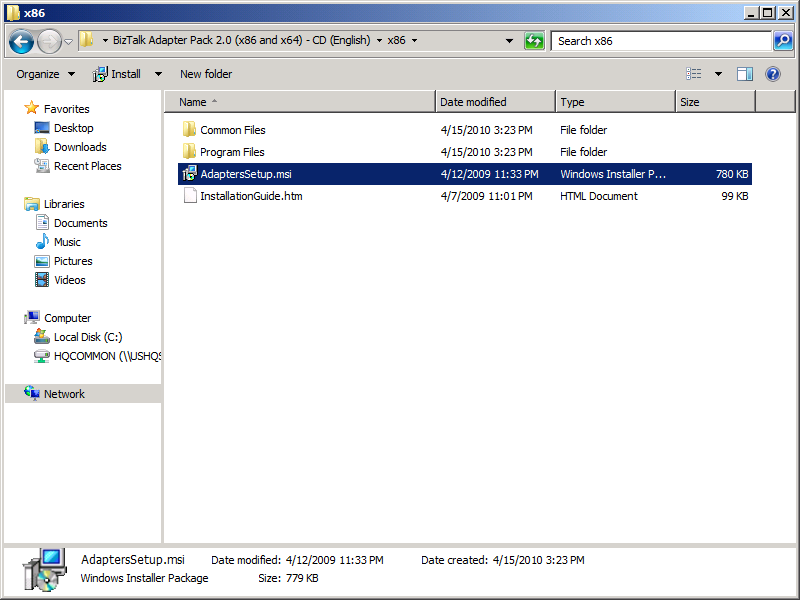 x86
BizTalk Adapter Pack 2.0 (x86 and x64) - CD (English) x86 Search x86
Organize Install New folder
Name Date modified Type Size
Favorites
Desktop
Downloads
Recent Places
Libraries
Documents
Music
Pictures
Videos
Computer
Local Disk (C:)
HQCOMMON (\\USHQS
Network
Common Files 4/15/2010 3:23 PM File folder
Program Files 4/15/2010 3:23 PM File folder
AdaptersSetup.msi 4/12/2009 11:33 PM Windows Installer P... 780 KB
InstallationGuide.htm 4/7/2009 11:01 PM HTML Document 99 KB
AdaptersSetup.msi Date modified: 4/12/2009 11:33 PM Date created: 4/15/2010 3:23 PM
Windows Installer Package Size: 779 KB